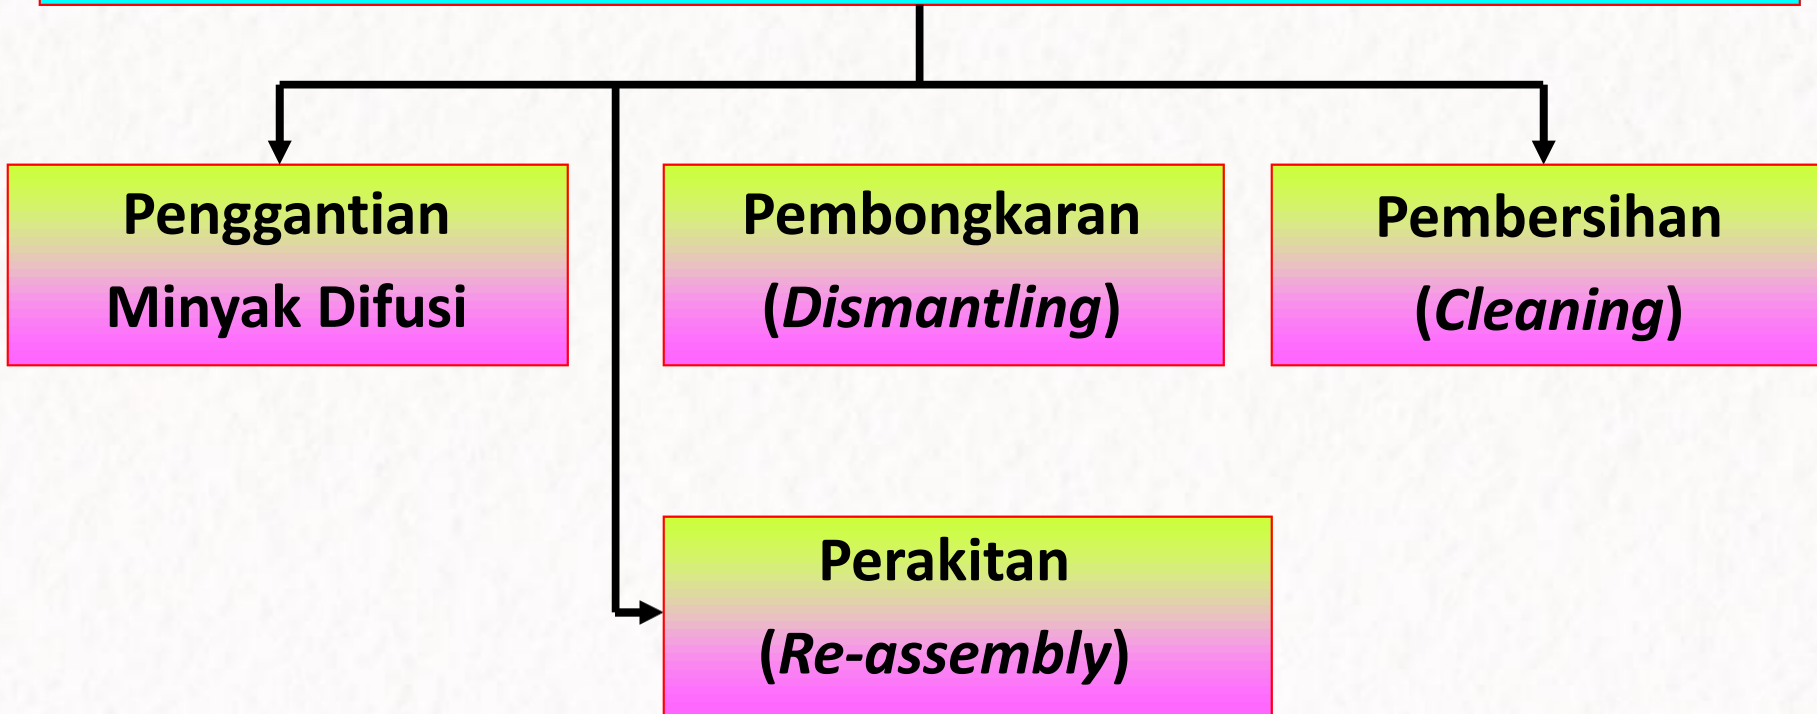 Penggantian
Minyak Difusi
Pembongkaran
(Dismantling)
Pembersihan
(Cleaning)
Perakitan
(Re-assembly)